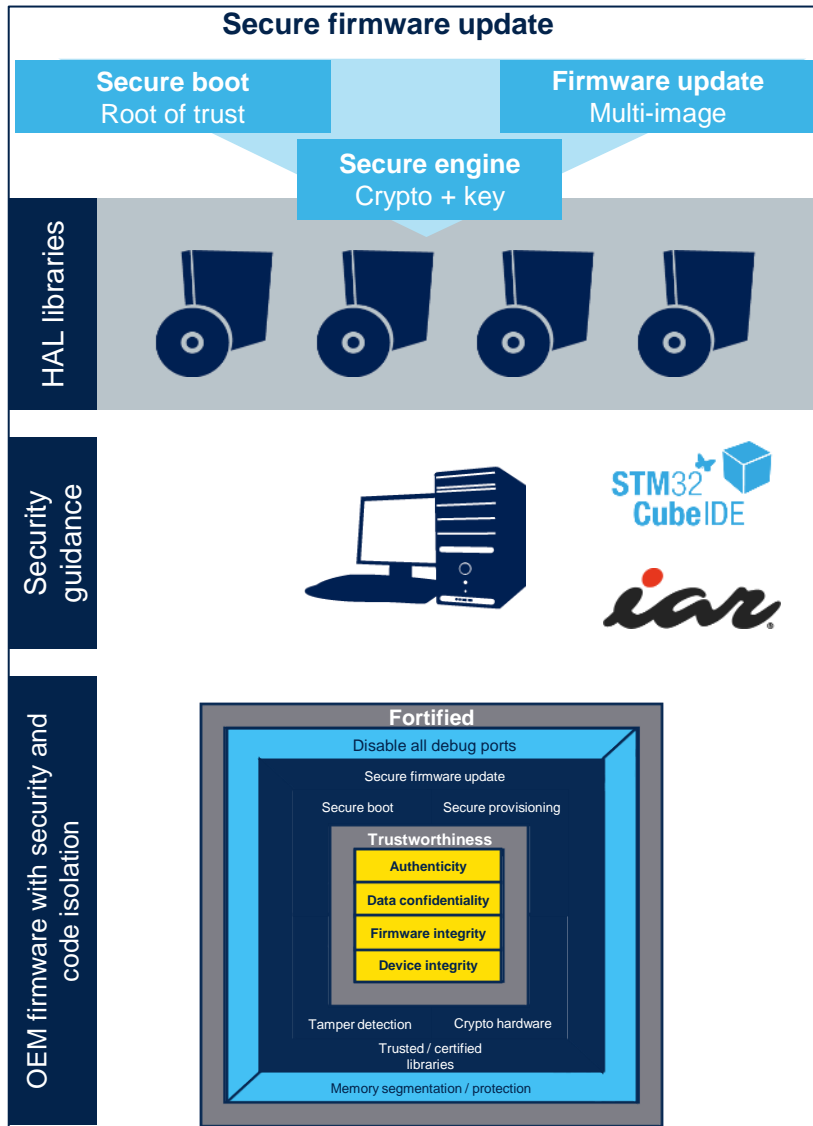 Secure firmware update
Secure boot
Root of trust
Firmware update
Multi-image
Secure engine
Crypto + key
HAL libraries
Security
guidance
STM32
CubeIDE
iar
®
OEM firmware with security and
code isolation
Fortified
Disable all debug ports
Secure firmware update
Secure boot
Secure provisioning
Trustworthiness
Authenticity
Data confidentiality
Firmware integrity
Device integrity
Tamper detection
Crypto hardware
Trusted / certified
libraries
Memory segmentation / protection